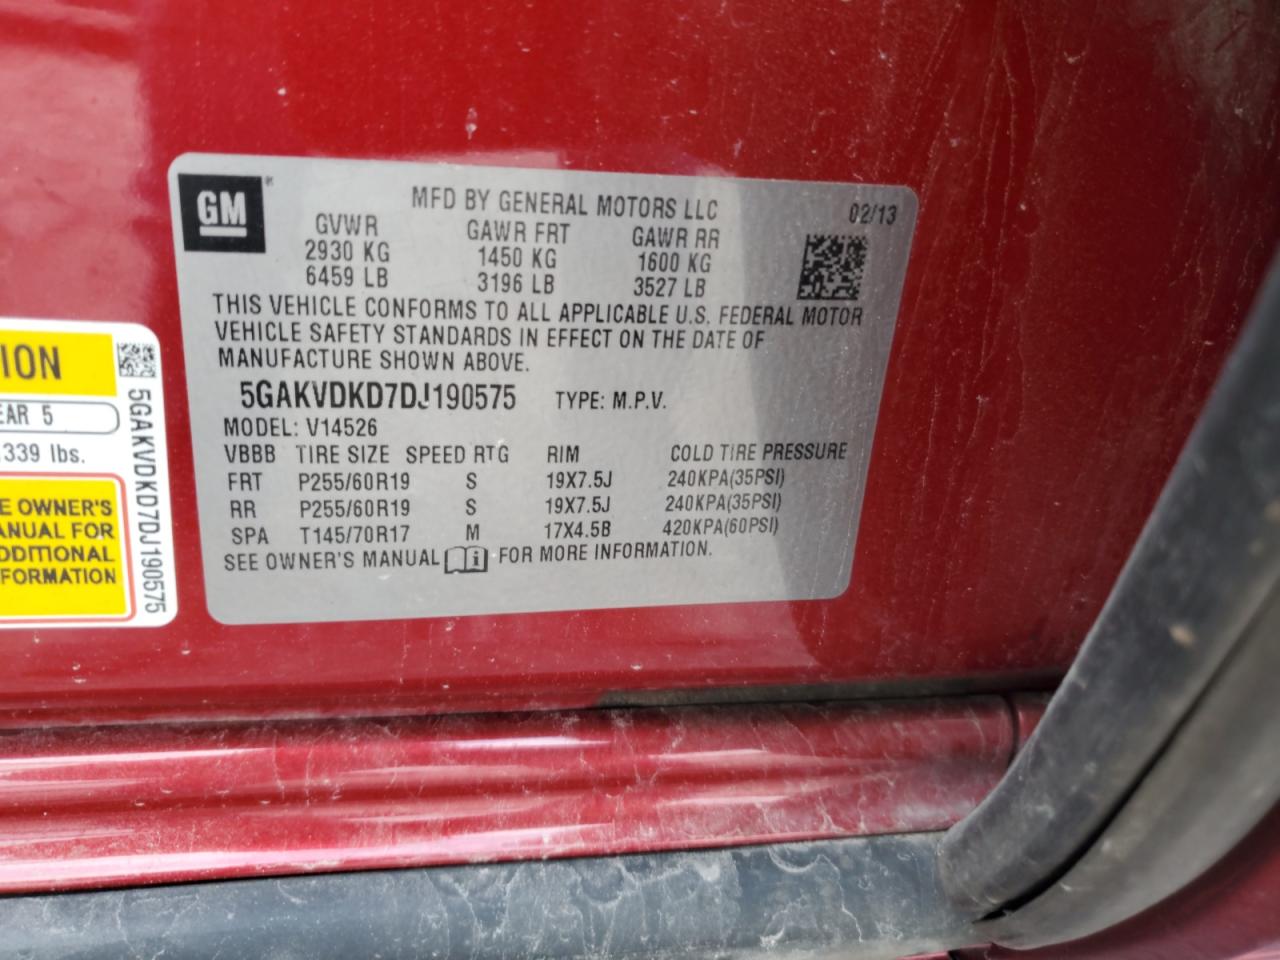 GM
MFD BY GENERAL MOTORS LLC 02/13
GVWR GAWR FRT GAWR RR
2930 KG 1450 KG 1600 KG
6459 LB 3196 LB 3527 LB
THIS VEHICLE CONFORMS TO ALL APPLICABLE U.S. FEDERAL MOTOR
VEHICLE SAFETY STANDARDS IN EFFECT ON THE DATE OF
MANUFACTURE SHOWN ABOVE.
5GAKVDKD7DJ190575 TYPE: M.P.V.
MODEL: V14526
VBBB TIRE SIZE SPEED RTG RIM COLD TIRE PRESSURE
FRT P255/60R19 S 19X7.5J 240KPA(35PSI)
RR P255/60R19 S 19X7.5J 240KPA(35PSI)
SPA T145/70R17 M 17X4.5B 420KPA(60PSI)
SEE OWNER'S MANUAL i FOR MORE INFORMATION.
ION
EAR 5
339 lbs.
E OWNER'S
ANUAL FOR
DDITIONAL
FORMATION
5GAKVDKD7DJ190575